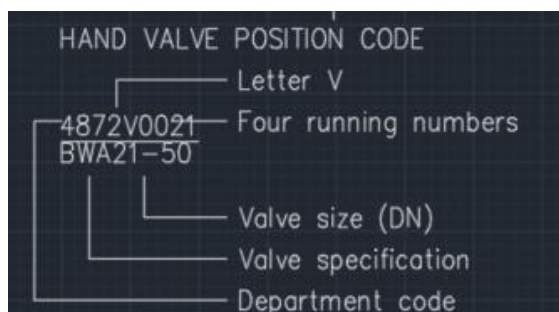 HAND VALVE POSITION CODE
Letter V
4872V0021
Four running numbers
BWA21-50
Valve size (DN)
Valve specification
Department code